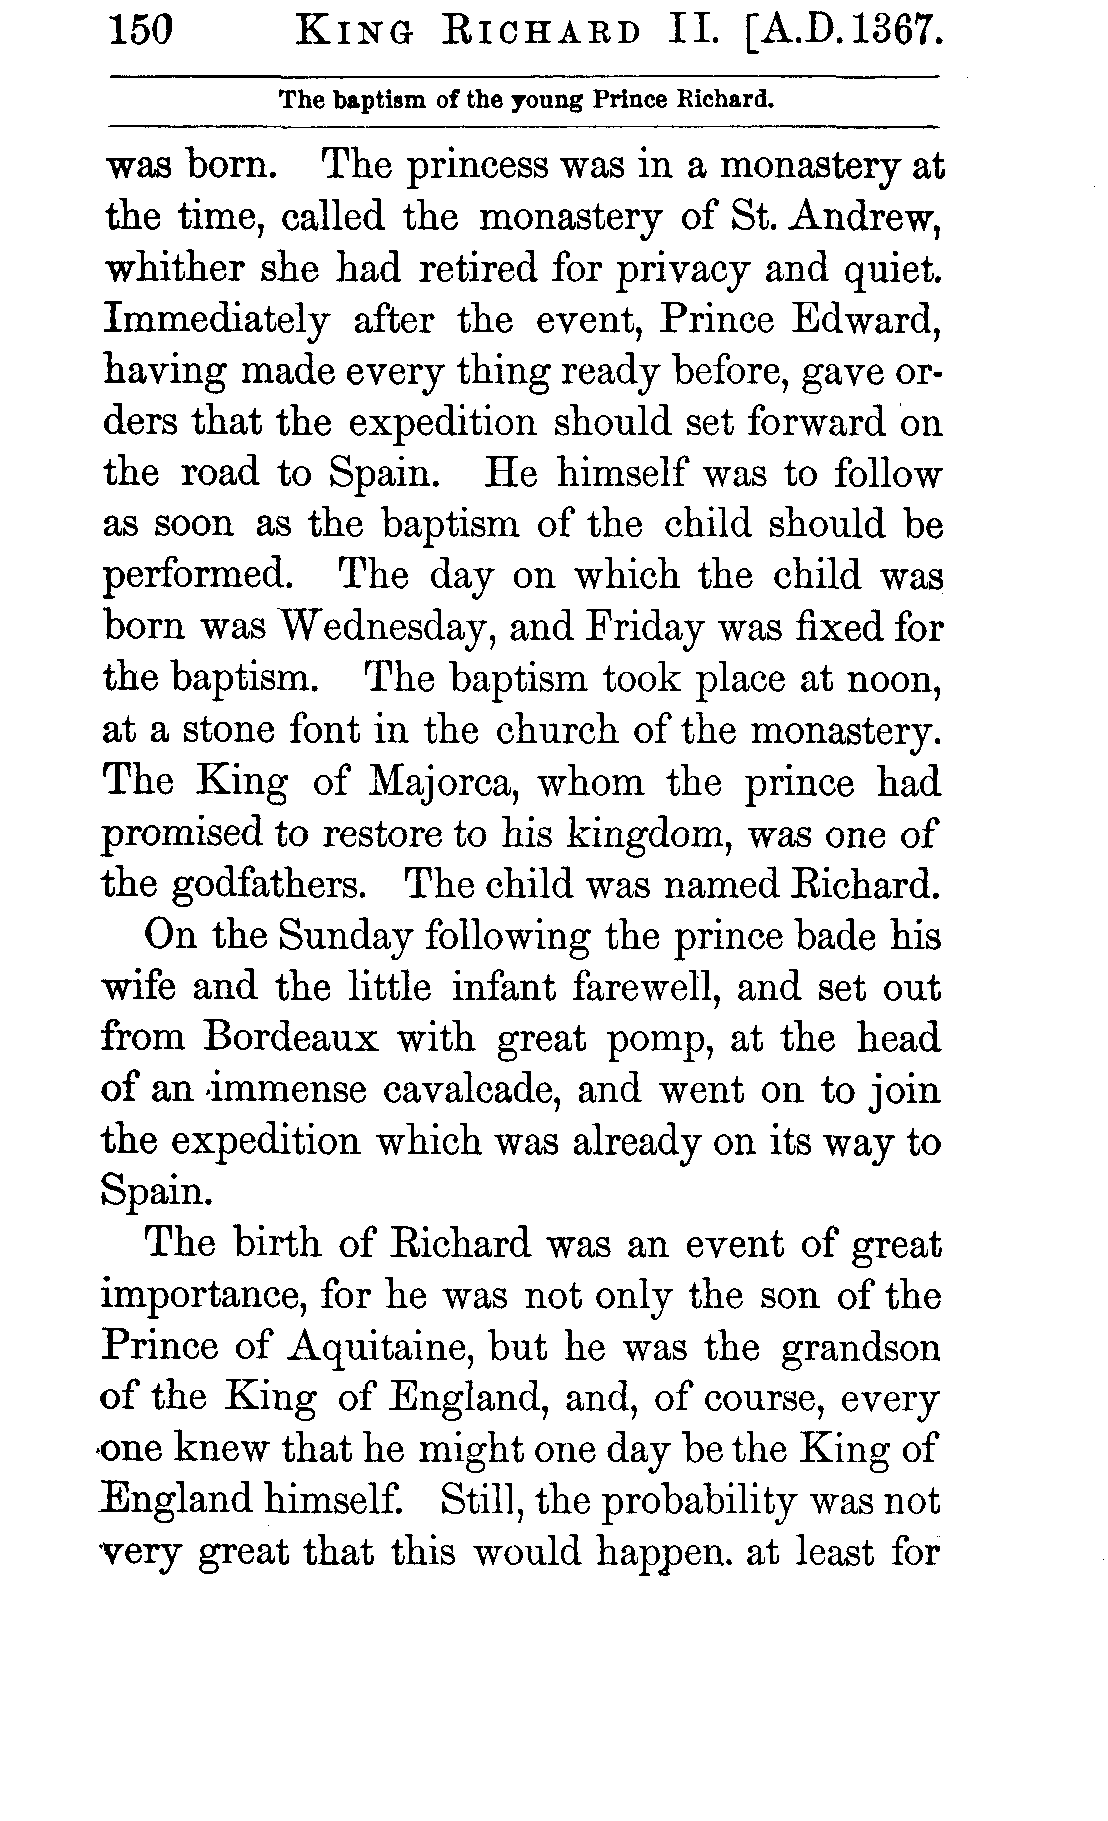 150 KING RICHARD II. [A.D. 1367.
The baptism of the young Prince Richard.
was born. The princess was in a monastery at
the time, called the monastery of St. Andrew,
whither she had retired for privacy and quiet.
Immediately after the event, Prince Edward,
having made every thing ready before, gave or-
ders that the expedition should set forward on
the road to Spain. He himself was to follow
as soon as the baptism of the child should be
performed. The day on which the child was
born was Wednesday, and Friday was fixed for
the baptism. The baptism took place at noon,
at a stone font in the church of the monastery.
The King of Majorca, whom the prince had
promised to restore to his kingdom, was one of
the godfathers. The child was named Richard.
On the Sunday following the prince bade his
wife and the little infant farewell, and set out
from Bordeaux with great pomp, at the head
of an immense cavalcade, and went on to join
the expedition which was already on its way to
Spain.
The birth of Richard was an event of great
importance, for he was not only the son of the
Prince of Aquitaine, but he was the grandson
of the King of England, and, of course, every
one knew that he might one day be the King of
England himself. Still, the probability was not
very great that this would happen. at least for